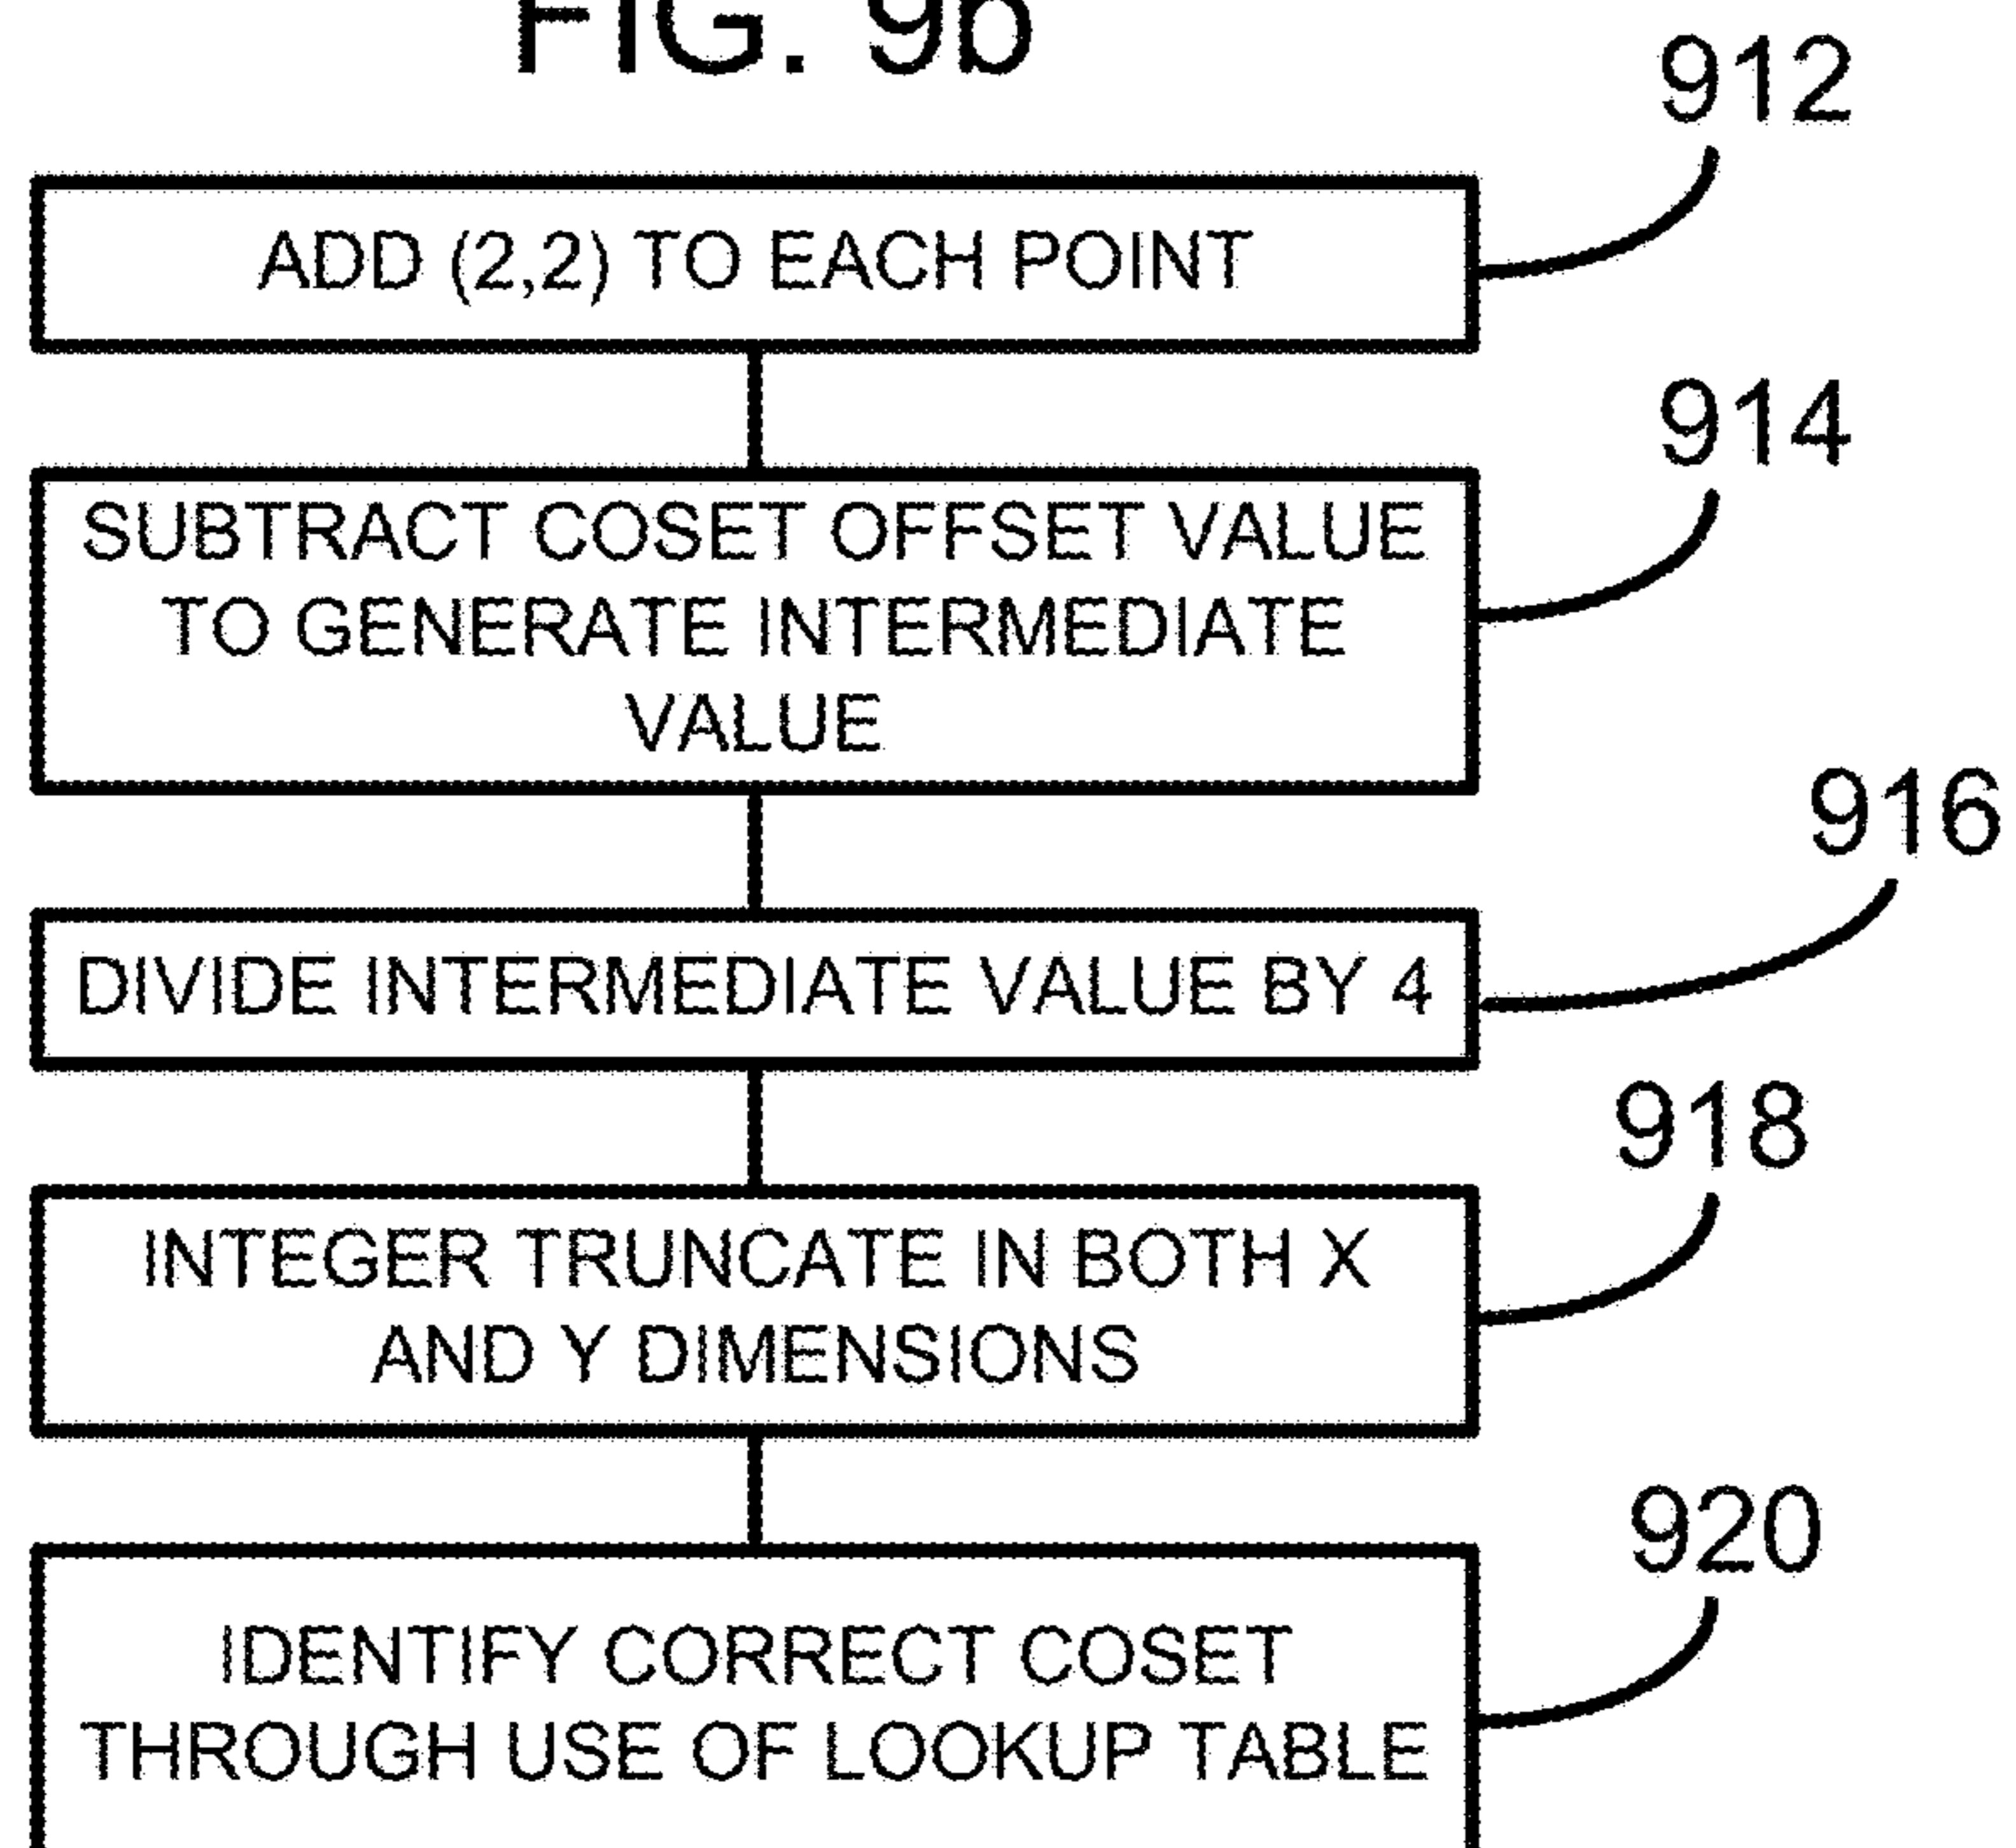 FIG. 9b
912
ADD (2,2) TO EACH POINT
914
SUBTRACT COSET OFFSET VALUE
TO GENERATE INTERMEDIATE
VALUE
916
DIVIDE INTERMEDIATE VALUE BY 4
918
INTEGER TRUNCATE IN BOTH X
AND Y DIMENSIONS
920
IDENTIFY CORRECT COSET
THROUGH USE OF LOOKUP TABLE